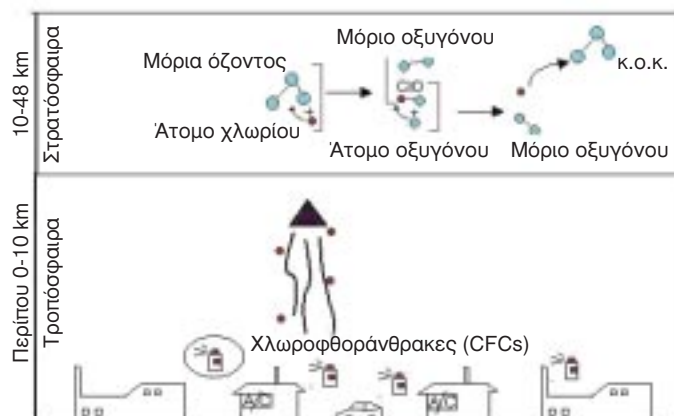 10-48 km
Στρατόσφαιρα
Μόριο οξυγόνου
Μόρια όζοντος
κ.ο.κ.
ClO
Άτομο χλωρίου
Άτομο οξυγόνου
Μόριο οξυγόνου
Περίπου 0-10 km
Τροπόσφαιρα
Χλωροφθοράνθρακες (CFCs)
A/C
A/C